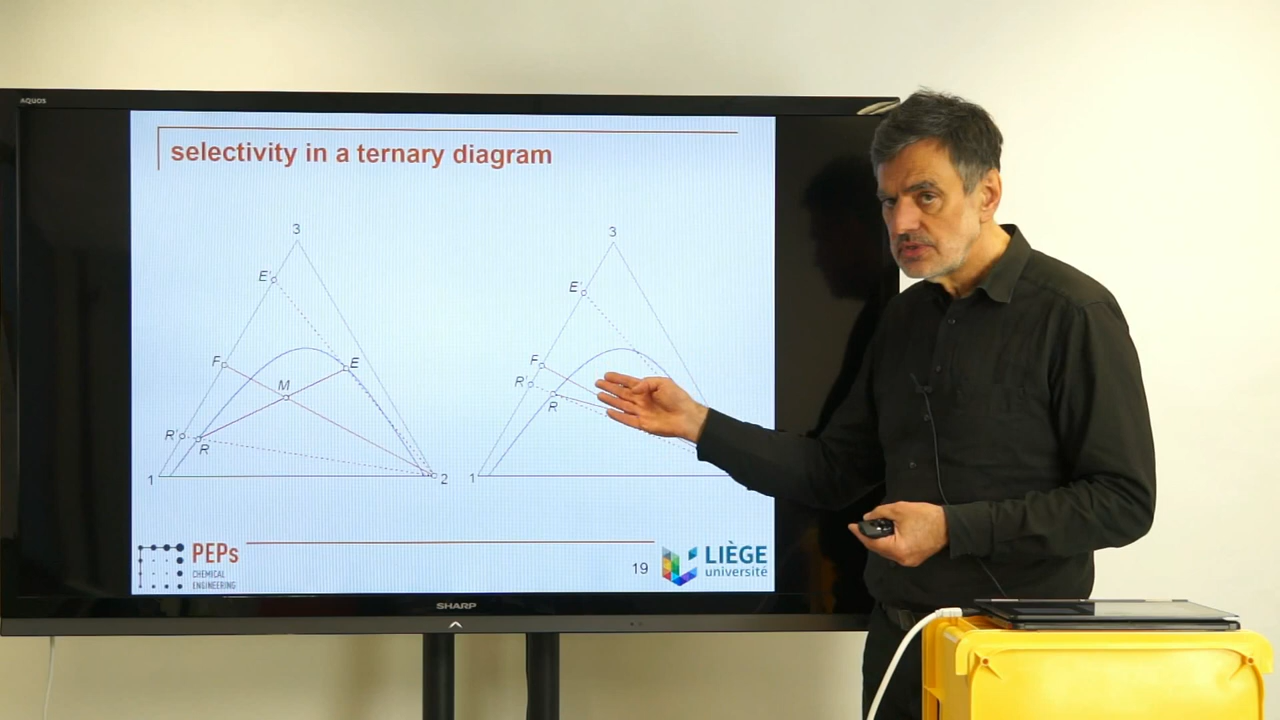 AQUOS
selectivity in a ternary diagram
3
E'
F
M
E
R'
R
1
2
3
E'
F
R'
R
1
PEPs
CHEMICAL
ENGINEERING
19
LIÈGE
université
SHARP